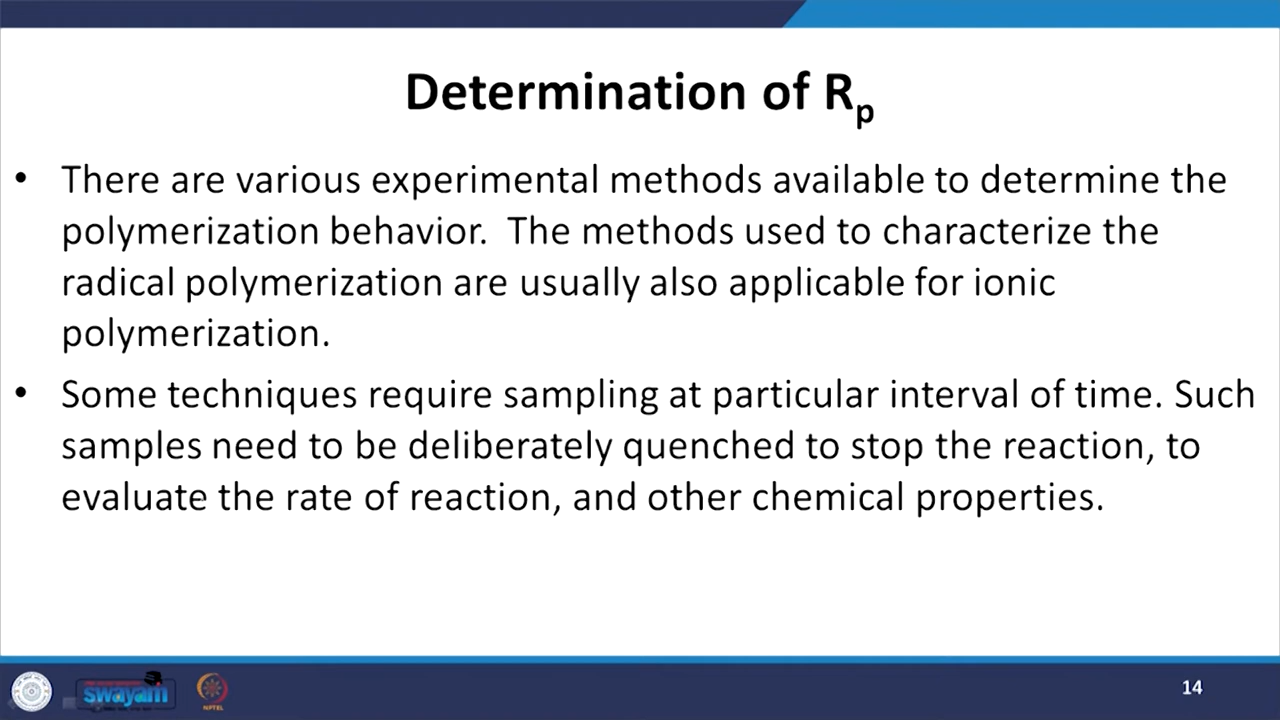 Determination of Rp
• There are various experimental methods available to determine the
polymerization behavior.  The methods used to characterize the
radical polymerization are usually also applicable for ionic
polymerization.
• Some techniques require sampling at particular interval of time. Such
samples need to be deliberately quenched to stop the reaction, to
evaluate the rate of reaction, and other chemical properties.
swayam
NPTEL
14